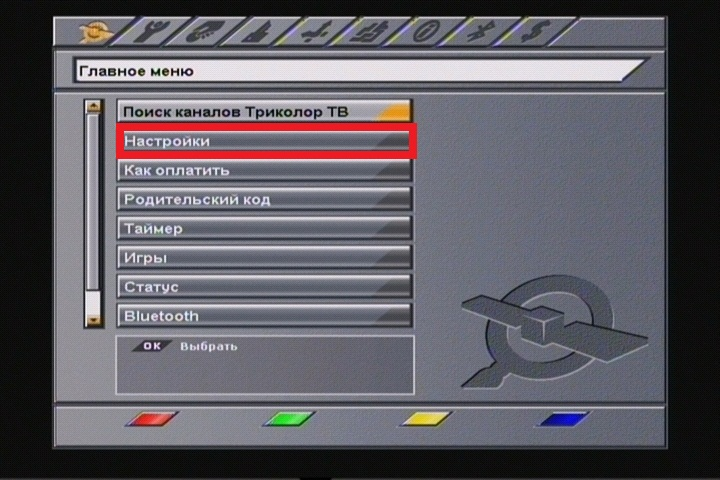 Главное меню
Поиск каналов Триколор ТВ
Настройки
Как оплатить
Родительский код
Таймер
Игры
Статус
Bluetooth
OK Выбрать